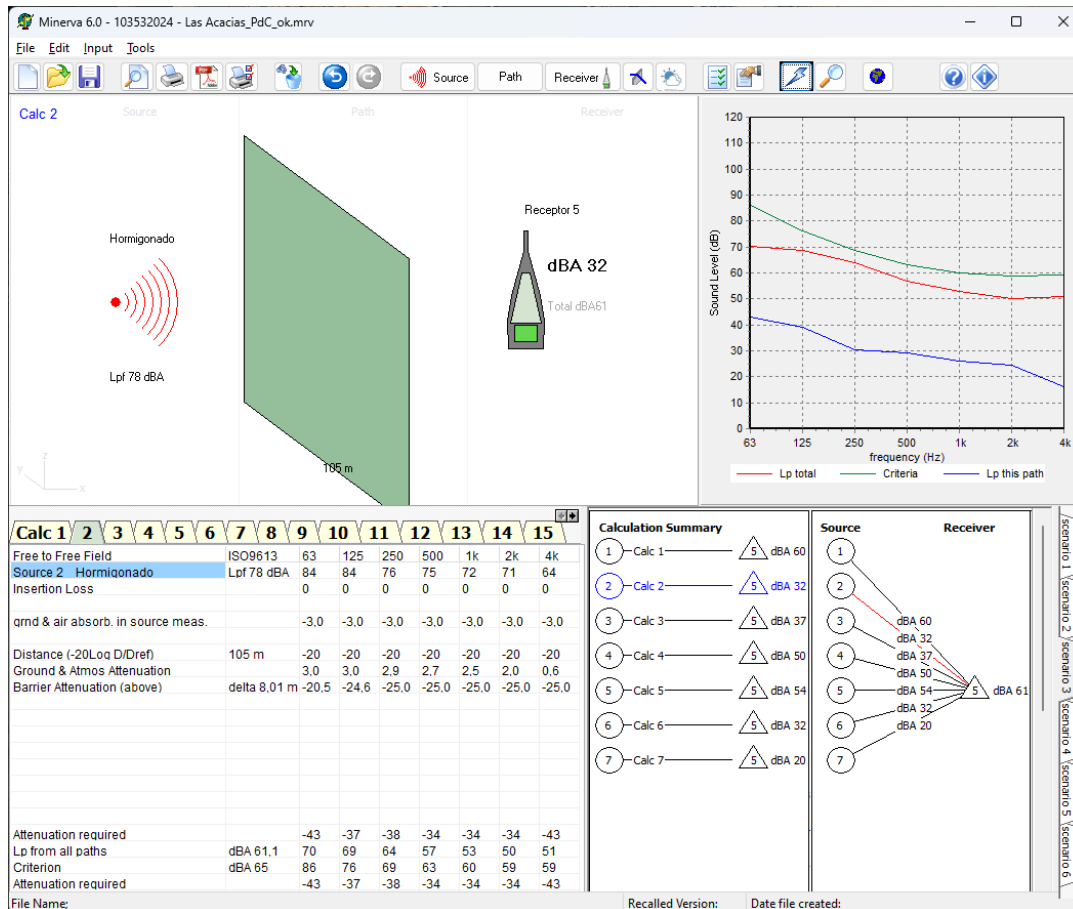 Minerva 6.0 - 103532024 - Las Acacias_PdC_ok.mrv
File Edit Input Tools
Source Path Receiver
Calc 2 Source Path Receiver
Hormigonado
Lpf 78 dBA
105 m
z
y
x
Receptor 5
dBA 32
Total dBA61
Sound Level (dB)
120
110
100
90
80
70
60
50
40
30
20
10
0
63 125 250 500 1k 2k 4k
frequency (Hz)
Lp total Criteria Lp this path
Calc 1 2 3 4 5 6 7 8 9 10 11 12 13 14 15
Free to Free Field ISO9613 63 125 250 500 1k 2k 4k
Source 2 Hormigonado Lpf 78 dBA 84 84 76 75 72 71 64
Insertion Loss 0 0 0 0 0 0 0
grnd & air absorb. in source meas. -3,0 -3,0 -3,0 -3,0 -3,0 -3,0 -3,0
Distance (-20Log D/Dref) 105 m -20 -20 -20 -20 -20 -20 -20
Ground & Atmos Attenuation 3,0 3,0 2,9 2,7 2,5 2,0 0,6
Barrier Attenuation (above) delta 8,01 m -20,5 -24,6 -25,0 -25,0 -25,0 -25,0 -25,0
Attenuation required -43 -37 -38 -34 -34 -34 -43
Lp from all paths dBA 61,1 70 69 64 57 53 50 51
Criterion dBA 65 86 76 69 63 60 59 59
Attenuation required -43 -37 -38 -34 -34 -34 -43
Calculation Summary
1 Calc 1 5 dBA 60
2 Calc 2 5 dBA 32
3 Calc 3 5 dBA 37
4 Calc 4 5 dBA 50
5 Calc 5 5 dBA 54
6 Calc 6 5 dBA 32
7 Calc 7 5 dBA 20
Source Receiver
1
2 dBA 60
3 dBA 32
dBA 37
4 dBA 50
5 dBA 54 5 dBA 61
dBA 32
6 dBA 20
7
scenario 1
scenario 2
scenario 3
scenario 4
scenario 5
scenario 6
File Name; Recalled Version: Date file created: